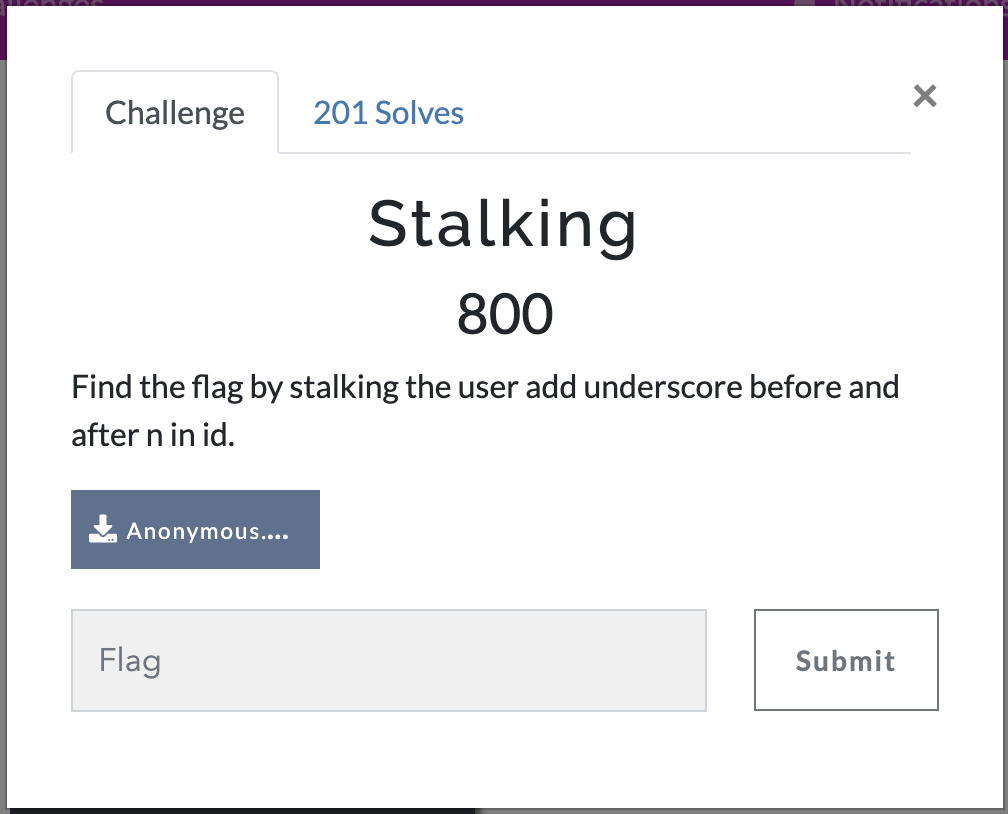 Challenge
201 Solves
×
Stalking
800
Find the flag by stalking the user add underscore before and
after n in id.
Anonymous....
Flag
Submit